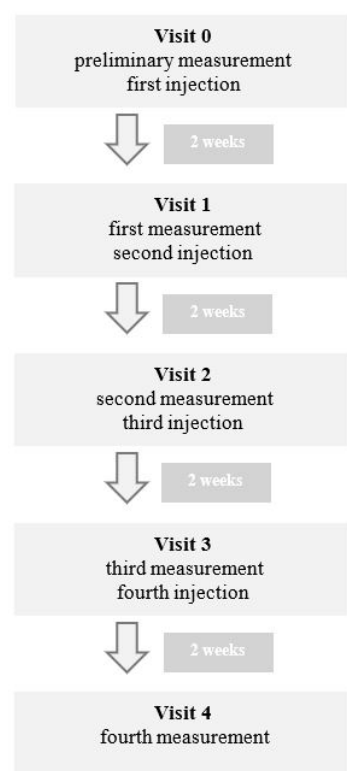 Visit 0
preliminary measurement
first injection
2 weeks
Visit 1
first measurement
second injection
2 weeks
Visit 2
second measurement
third injection
2 weeks
Visit 3
third measurement
fourth injection
2 weeks
Visit 4
fourth measurement